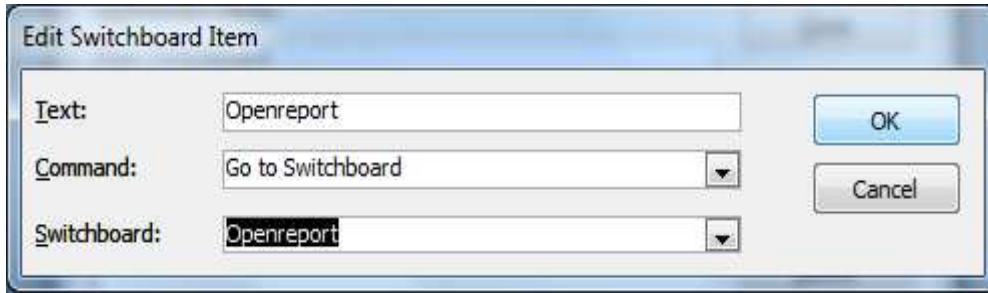 Edit Switchboard Item
Text: Openreport OK
Command: Go to Switchboard Cancel
Switchboard: Openreport